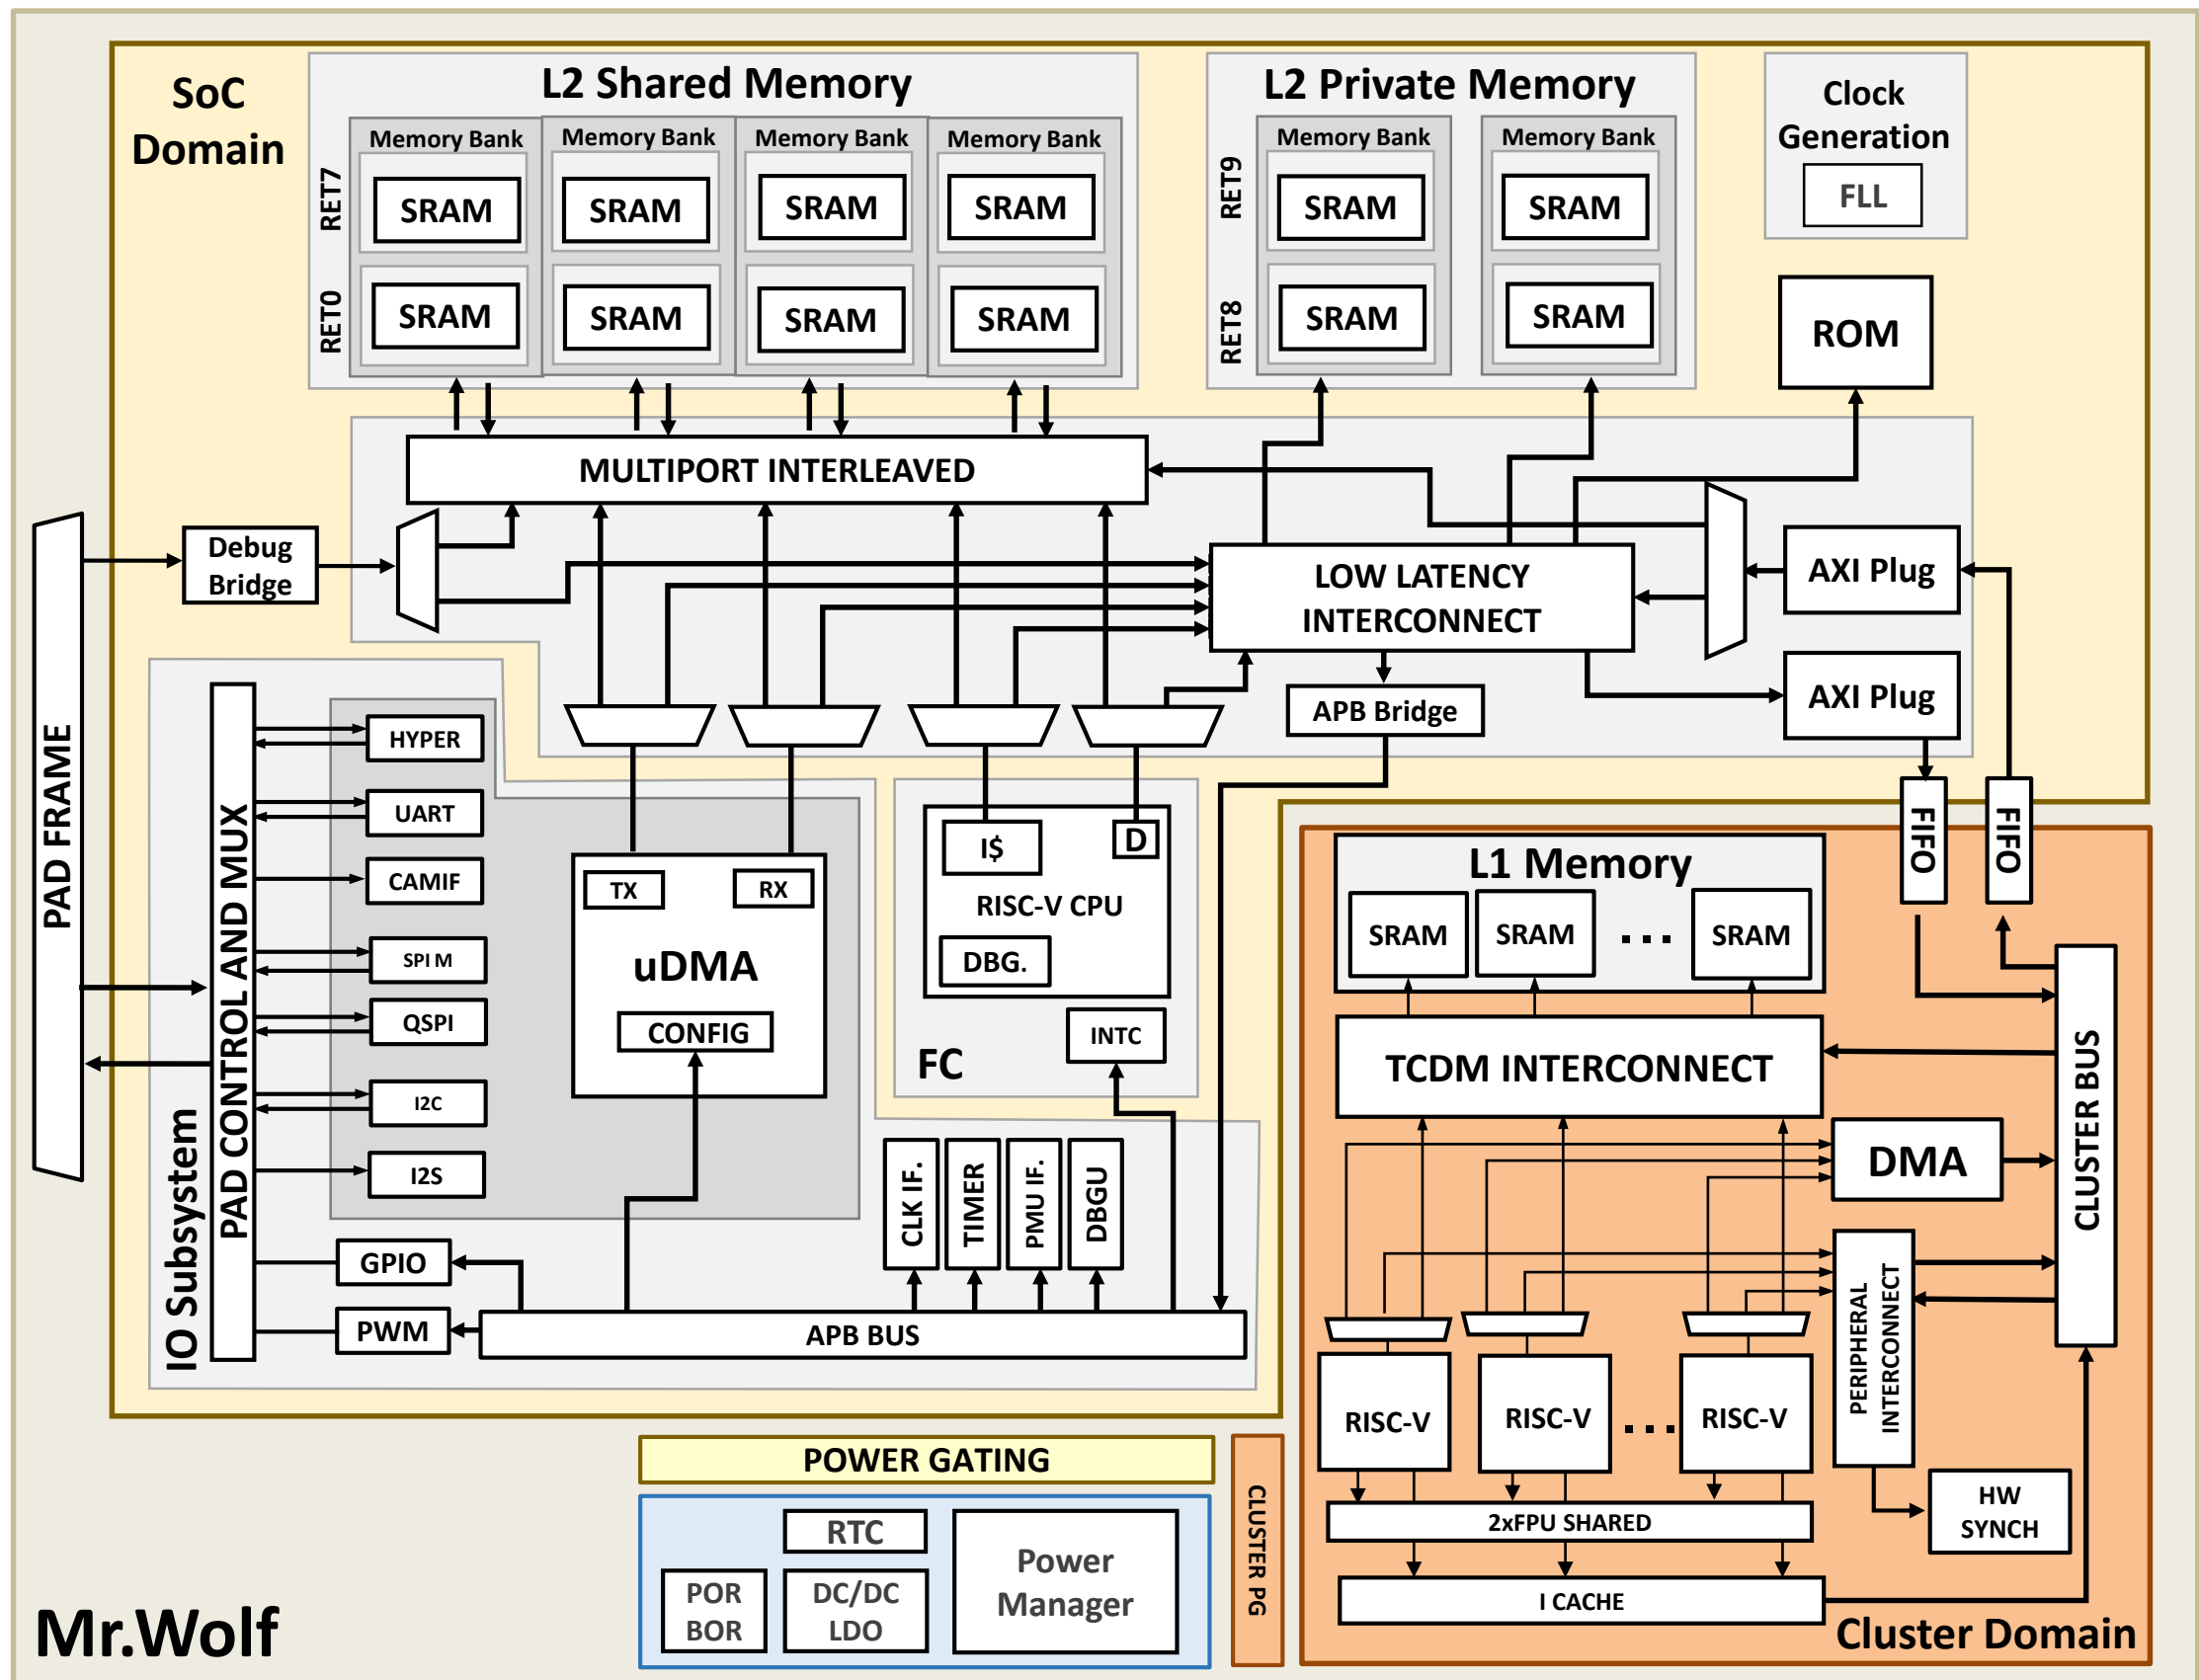 SoC
Domain
L2 Shared Memory
Memory Bank
Memory Bank
Memory Bank
Memory Bank
RET7
SRAM
SRAM
SRAM
SRAM
RET0
SRAM
SRAM
SRAM
SRAM
L2 Private Memory
Memory Bank
Memory Bank
RET9
SRAM
SRAM
RET8
SRAM
SRAM
Clock
Generation
FLL
ROM
MULTIPORT INTERLEAVED
Debug
Bridge
LOW LATENCY
INTERCONNECT
AXI Plug
AXI Plug
APB Bridge
PAD FRAME
IO Subsystem
PAD CONTROL AND MUX
HYPER
UART
CAMIF
SPI M
QSPI
I2C
I2S
GPIO
PWM
TX
RX
uDMA
CONFIG
I$
D
RISC-V CPU
DBG.
INTC
FC
CLK IF.
TIMER
PMU IF.
DBGU
APB BUS
FIFO
FIFO
L1 Memory
SRAM
SRAM
...
SRAM
TCDM INTERCONNECT
DMA
CLUSTER BUS
PERIPHERAL
INTERCONNECT
RISC-V
RISC-V
...
RISC-V
2xFPU SHARED
I CACHE
HW
SYNCH
Cluster Domain
POWER GATING
CLUSTER PG
RTC
POR
BOR
DC/DC
LDO
Power
Manager
Mr.Wolf